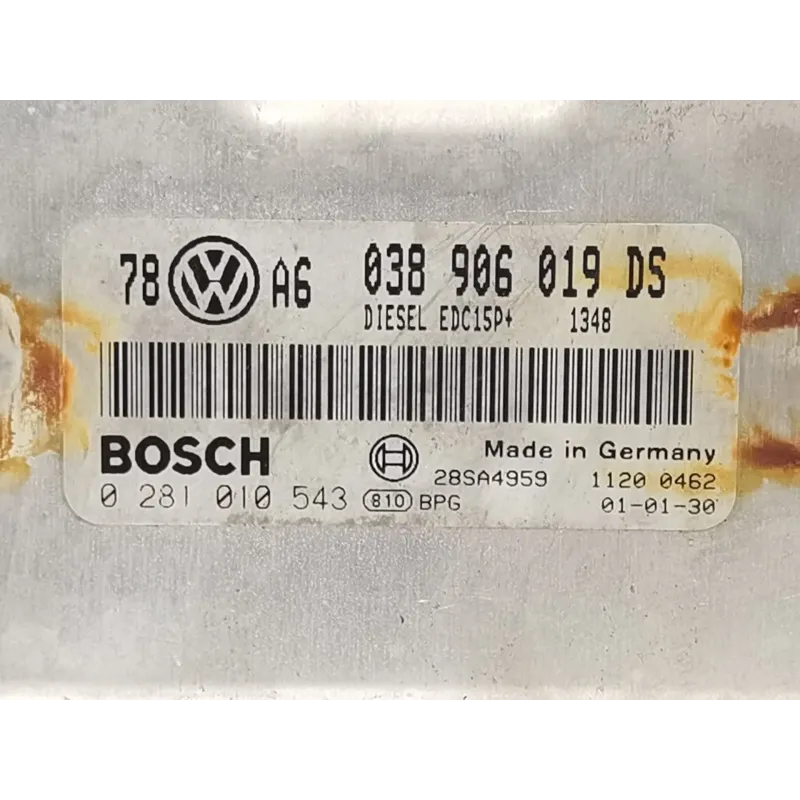 78 A6 038 906 019 DS
DIESEL EDC15P+ 1348
BOSCH Made in Germany
28SA4959 1120 0462
0 281 010 543 810 BPG 01-01-30